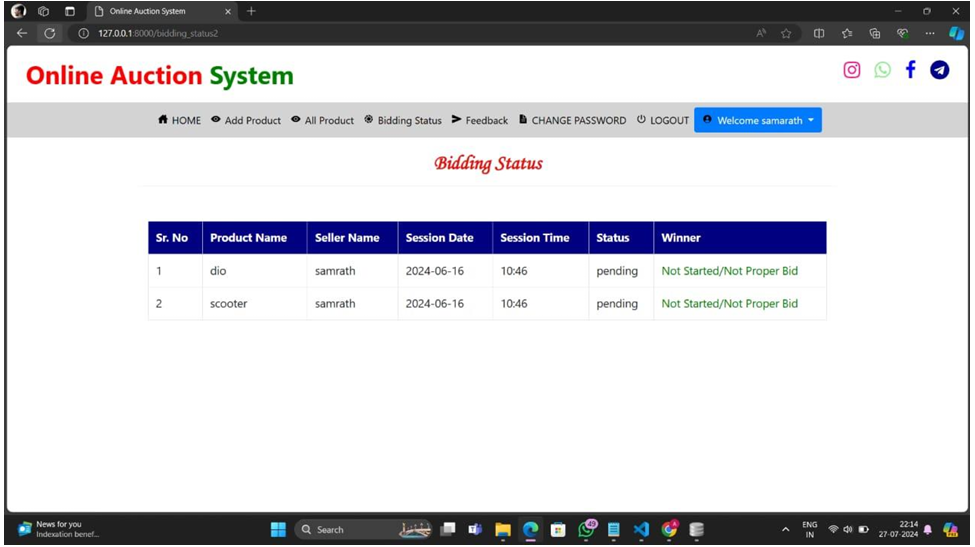 Online Auction System
127.0.0.1:8000/bidding_status2
Online Auction System
HOME Add Product All Product Bidding Status Feedback CHANGE PASSWORD LOGOUT Welcome samarath
Bidding Status
Sr. No Product Name Seller Name Session Date Session Time Status Winner
1 dio samrath 2024-06-16 10:46 pending Not Started/Not Proper Bid
2 scooter samrath 2024-06-16 10:46 pending Not Started/Not Proper Bid
News for you
Indexation benef...
Search
49
ENG
IN
22:14
27-07-2024